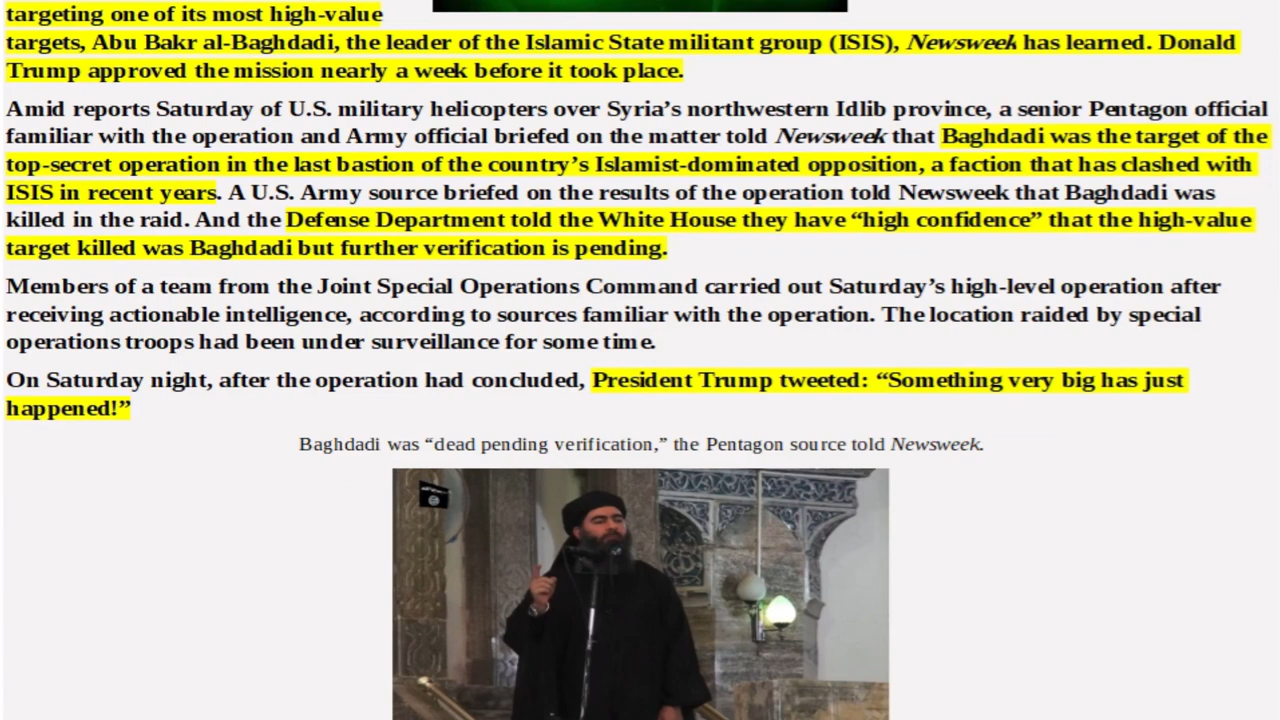 targeting one of its most high-value
targets, Abu Bakr al-Baghdadi, the leader of the Islamic State militant group (ISIS), Newsweek has learned. Donald
Trump approved the mission nearly a week before it took place.
Amid reports Saturday of U.S. military helicopters over Syria’s northwestern Idlib province, a senior Pentagon official
familiar with the operation and Army official briefed on the matter told Newsweek that Baghdadi was the target of the
top-secret operation in the last bastion of the country’s Islamist-dominated opposition, a faction that has clashed with
ISIS in recent years. A U.S. Army source briefed on the results of the operation told Newsweek that Baghdadi was
killed in the raid. And the Defense Department told the White House they have “high confidence” that the high-value
target killed was Baghdadi but further verification is pending.
Members of a team from the Joint Special Operations Command carried out Saturday’s high-level operation after
receiving actionable intelligence, according to sources familiar with the operation. The location raided by special
operations troops had been under surveillance for some time.
On Saturday night, after the operation had concluded, President Trump tweeted: “Something very big has just
happened!”
Baghdadi was “dead pending verification,” the Pentagon source told Newsweek.